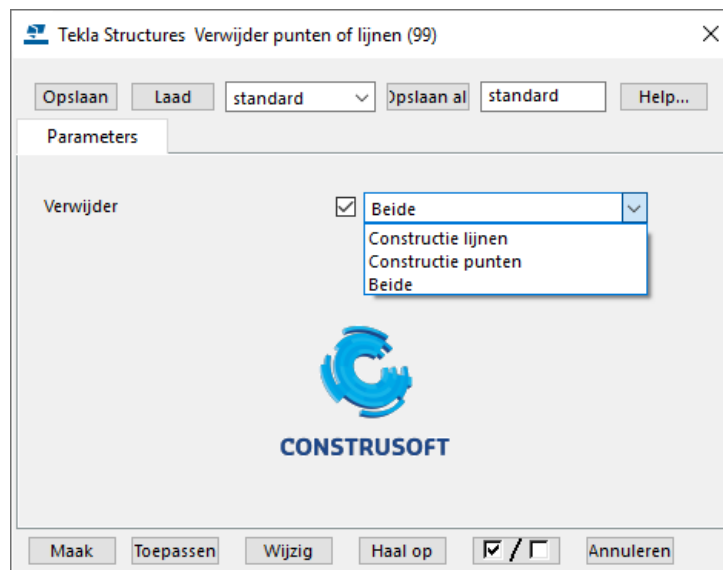 Tekla Structures Verwijder punten of lijnen (99)
Opslaan Laad standard Opslaan al standard Help...
Parameters
Verwijder Beide
Constructie lijnen
Constructie punten
Beide
CONSTRUSOFT
Maak Toepassen Wijzig Haal op / Annuleren